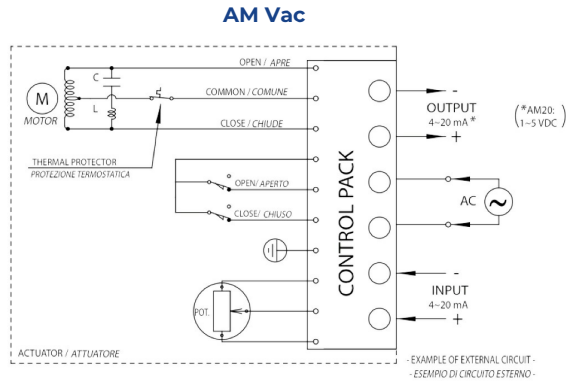 AM Vac
OPEN / APRE
C
COMMON / COMUNE
M
L
MOTOR
CLOSE / CHIUDE
THERMAL PROTECTOR
PROTEZIONE TERMOSTATICA
OPEN/ APERTO
CLOSE/ CHIUSO
POT.
CONTROL PACK
-
OUTPUT
4~20 mA *
+
(*AM20:
1~5 VDC)
AC
-
INPUT
4~20 mA
+
ACTUATOR / ATTUATORE
- EXAMPLE OF EXTERNAL CIRCUIT -
- ESEMPIO DI CIRCUITO ESTERNO -